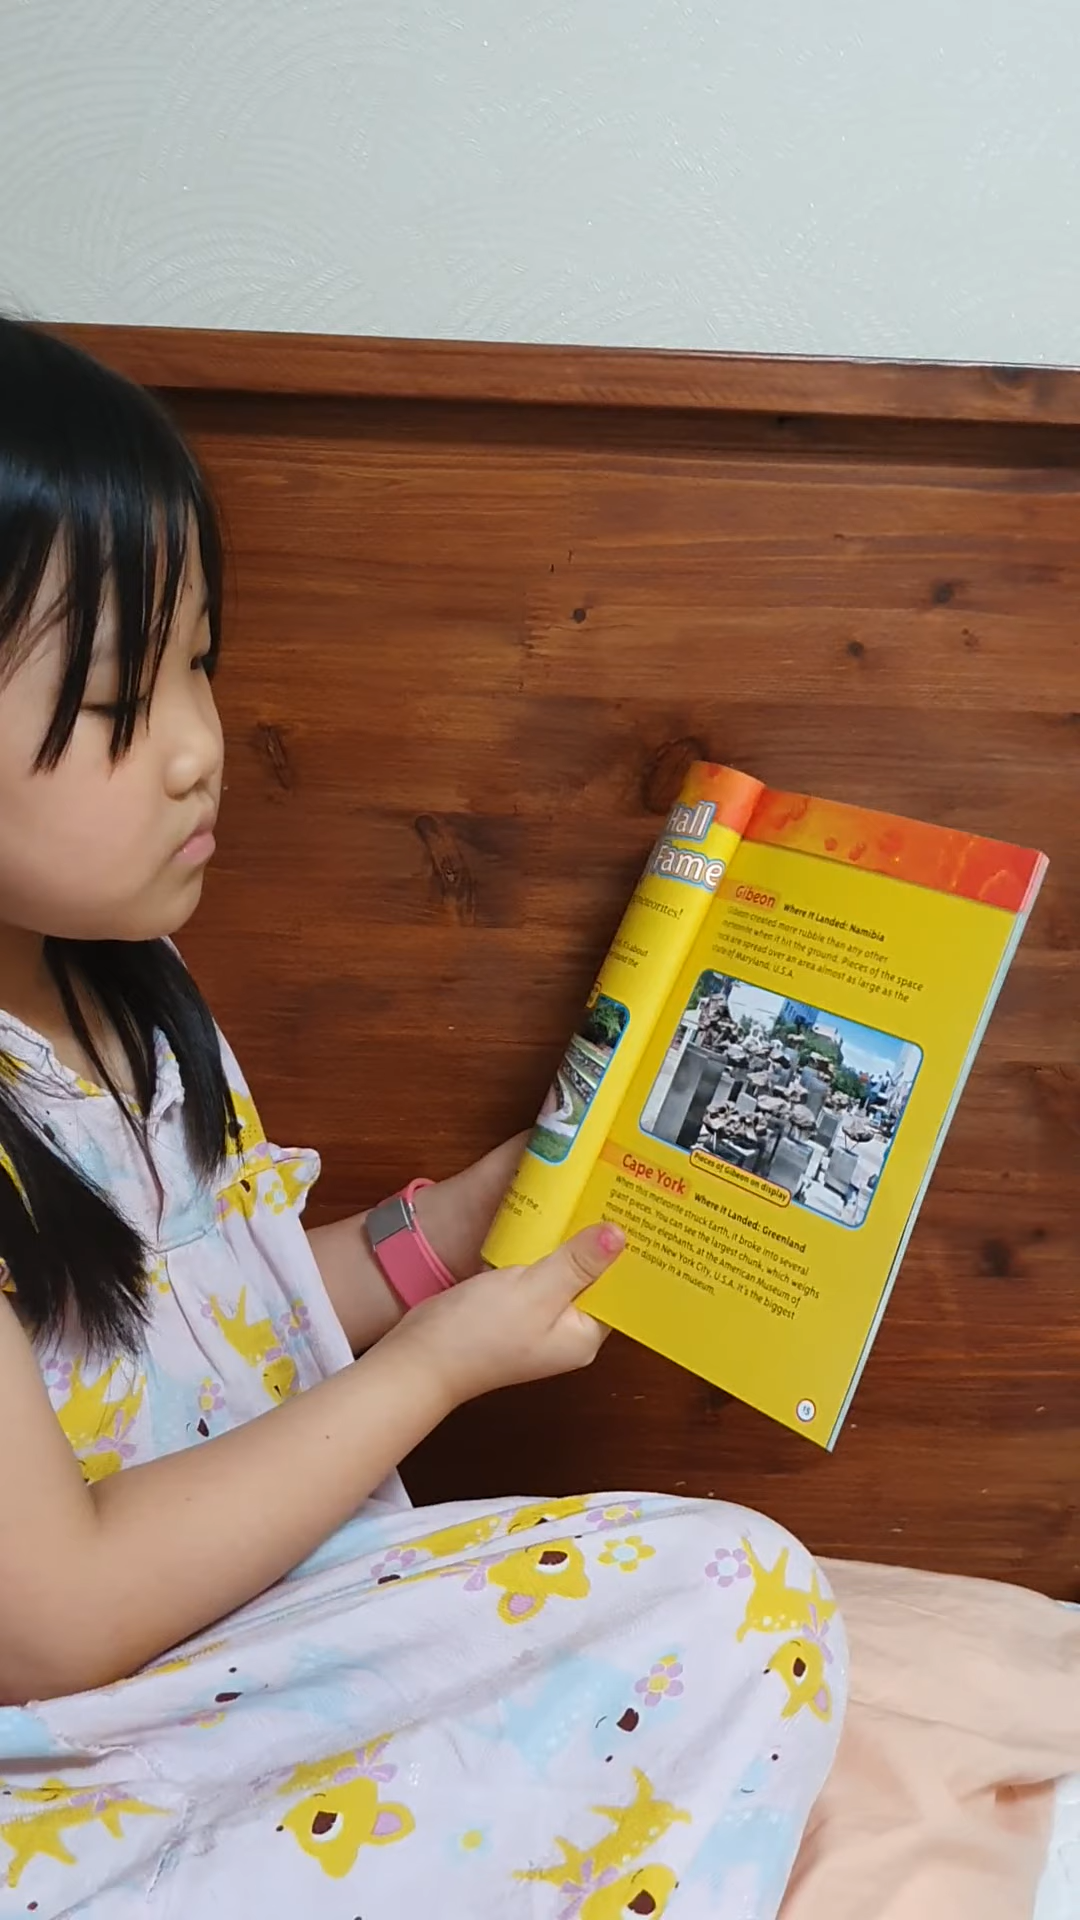 Hall
Fame
meteorites!
Gibeon Where It Landed: Namibia
Gibeon created more rubble than any other
meteorite when it hit the ground. Pieces of the space
rock are spread over an area almost as large as the
state of Maryland, U.S.A.
Pieces of Gibeon on display
Cape York Where It Landed: Greenland
When this meteorite struck Earth, it broke into several
giant pieces. You can see the largest chunk, which weighs
more than four elephants, at the American Museum of
Natural History in New York City, U.S.A. It's the biggest
on display in a museum.
15